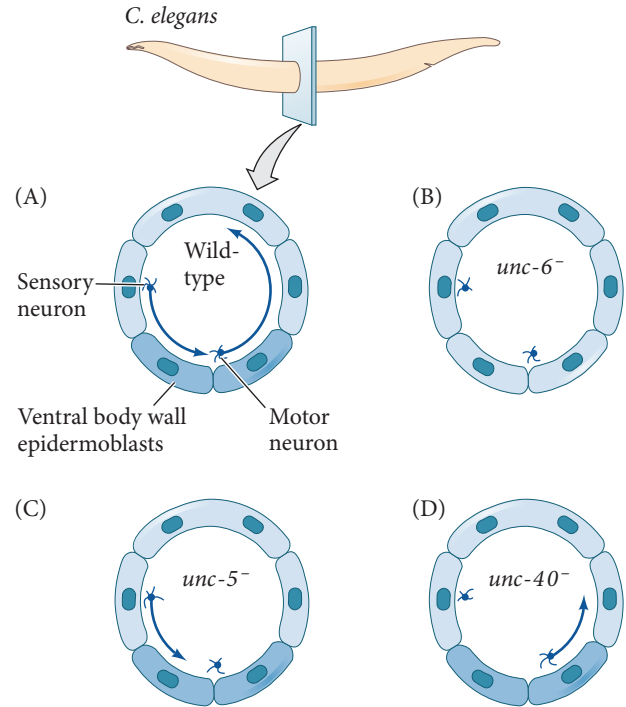 C. elegans
(A)
(B)
Wild-
type
unc-6⁻
Sensory
neuron
Ventral body wall
epidermoblasts
Motor
neuron
(C)
(D)
unc-5⁻
unc-40⁻